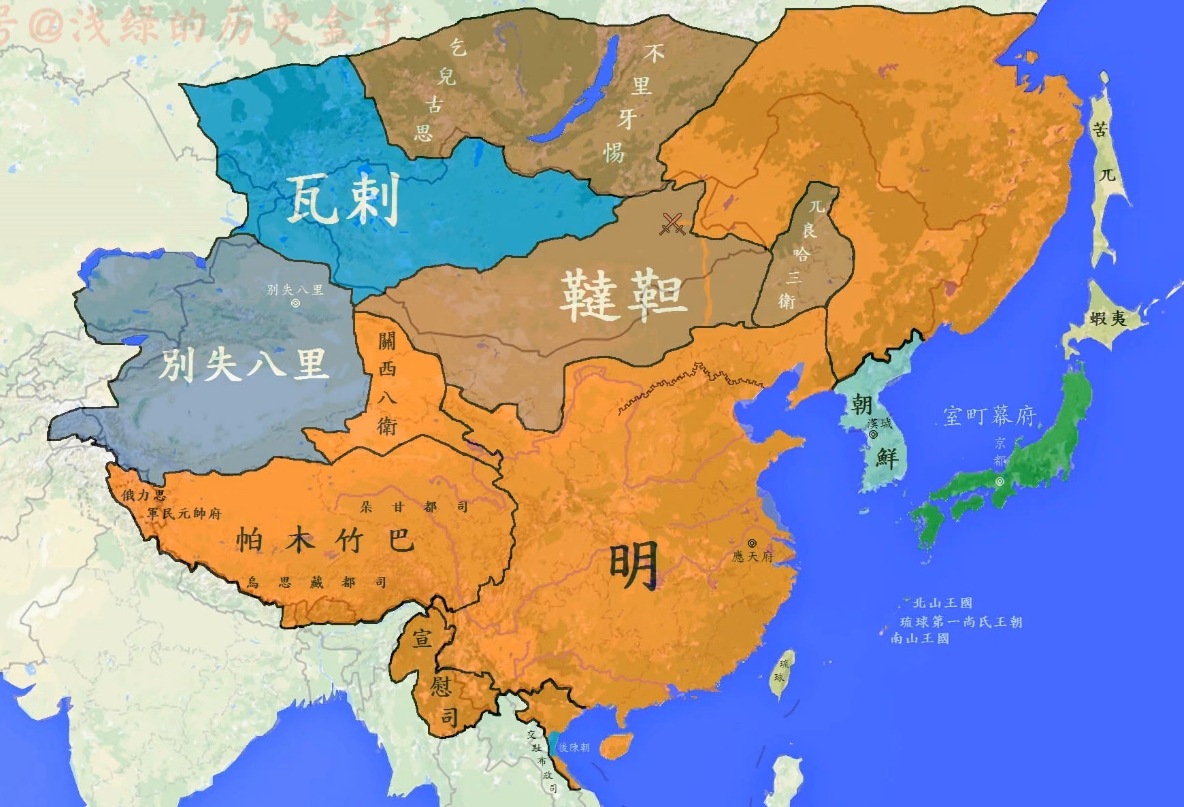 号@浅绿的历史盒子
乞兒吉思
不里牙惕
瓦剌
兀良哈三衛
苦兀
韃靼
別失八里
別失八里
蝦夷
關西八衛
朝鮮
漢城
室町幕府
京都
俄力思
軍民元帥府
朵甘都司
帕木竹巴
烏思藏都司
明
應天府
北山王國
琉球第一尚氏王朝
南山王國
宣慰司
琉球
交趾布政司
後陳朝